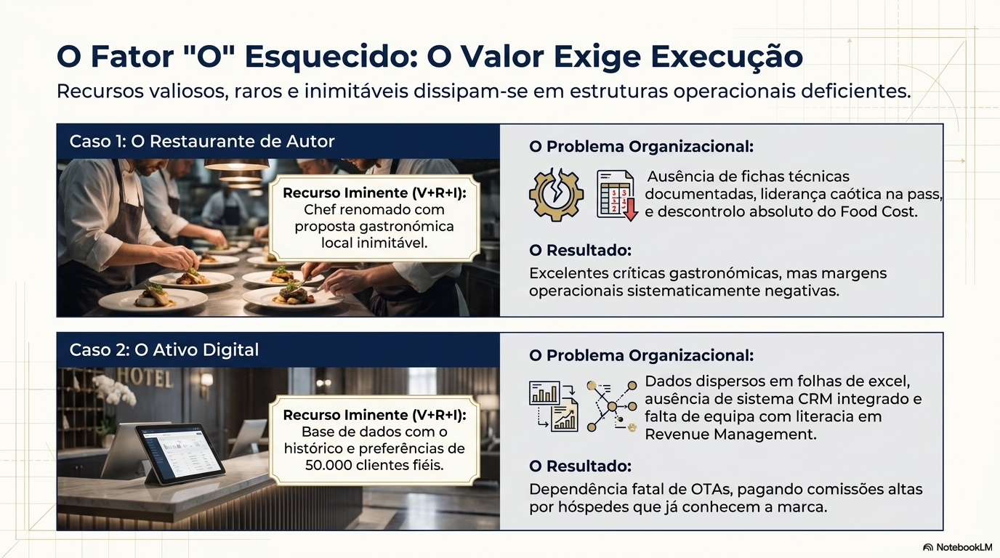 O Fator "O" Esquecido: O Valor Exige Execução
Recursos valiosos, raros e inimitáveis dissipam-se em estruturas operacionais deficientes.
Caso 1: O Restaurante de Autor
Recurso Iminente (V+R+I):
Chef renomado com
proposta gastronómica
local inimitável.
O Problema Organizacional:
Ausência de fichas técnicas
documentadas, liderança caótica na pass,
e descontrolo absoluto do Food Cost.
O Resultado:
Excelentes críticas gastronómicas, mas margens
operacionais sistematicamente negativas.
Caso 2: O Ativo Digital
HOTEL
Recurso Iminente (V+R+I):
Base de dados com o
histórico e preferências de
50.000 clientes fiéis.
O Problema Organizacional:
Dados dispersos em folhas de excel,
ausência de sistema CRM integrado e
falta de equipa com literacia em
Revenue Management.
O Resultado:
Dependência fatal de OTAs, pagando comissões altas
por hóspedes que já conhecem a marca.
NotebookLM